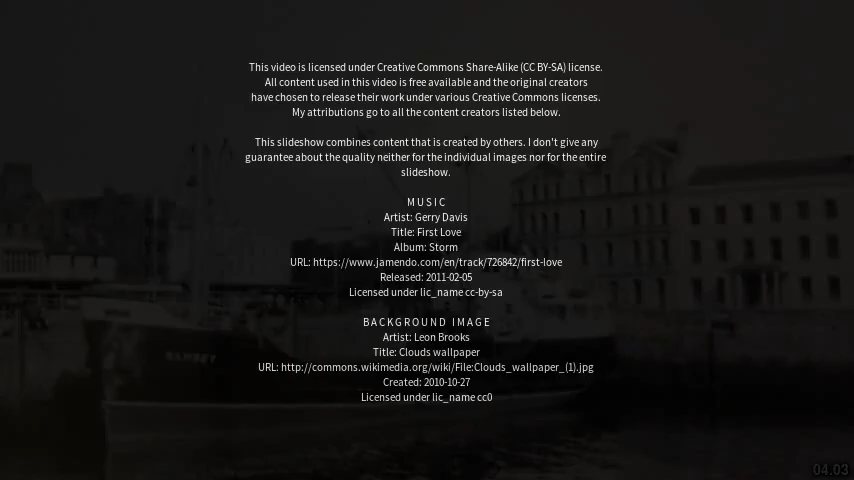 This video is licensed under Creative Commons Share-Alike (CC BY-SA) license.
All content used in this video is free available and the original creators
have chosen to release their work under various Creative Commons licenses.
My attributions go to all the content creators listed below.
This slideshow combines content that is created by others. I don't give any
guarantee about the quality neither for the individual images nor for the entire
slideshow.
MUSIC
Artist: Gerry Davis
Title: First Love
Album: Storm
URL: https://www.jamendo.com/en/track/726842/first-love
Released: 2011-02-05
Licensed under lic_name cc-by-sa
BACKGROUND IMAGE
Artist: Leon Brooks
Title: Clouds wallpaper
URL: http://commons.wikimedia.org/wiki/File:Clouds_wallpaper_(1).jpg
Created: 2010-10-27
Licensed under lic_name cc0
RAMSEY
04.03